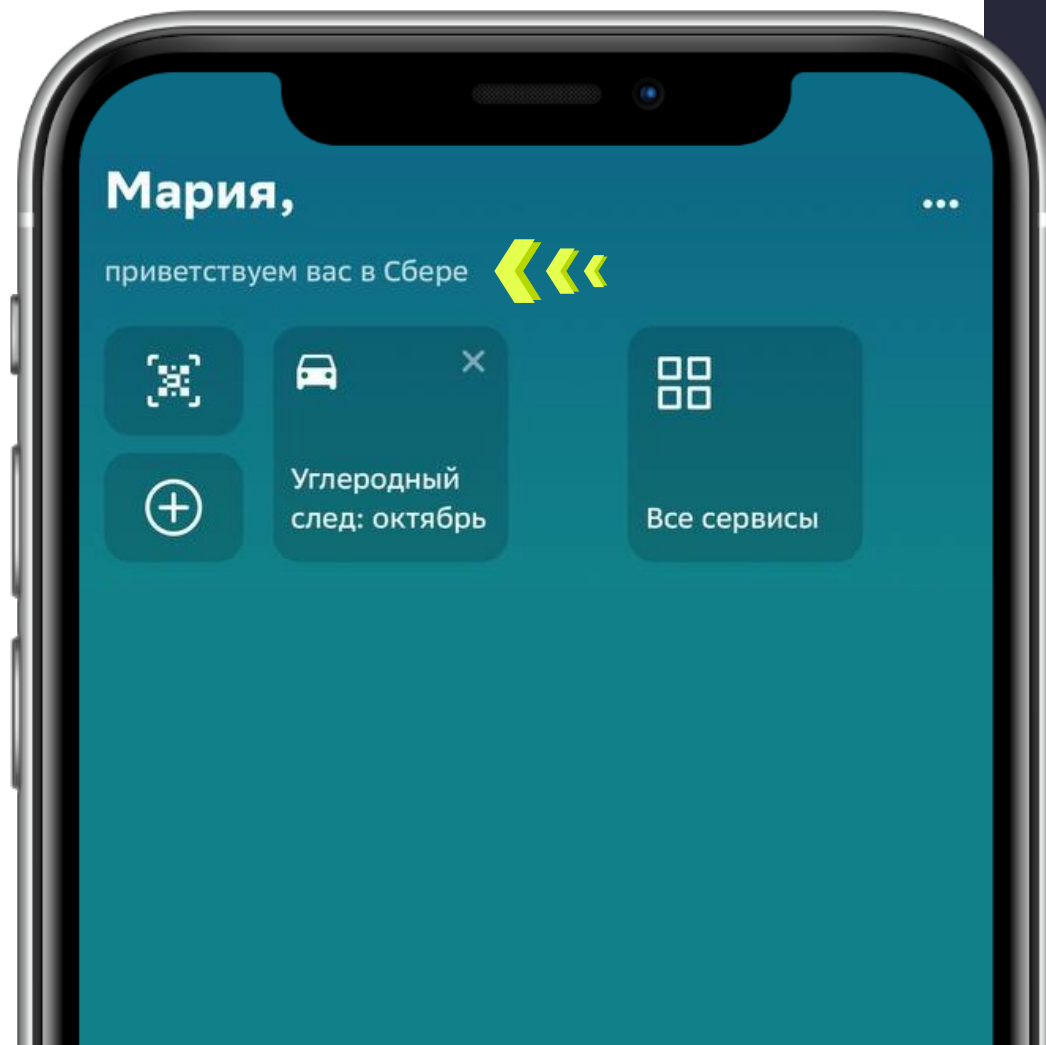 Мария,
приветствуем вас в Сбере
Углеродный
след: октябрь
Все сервисы